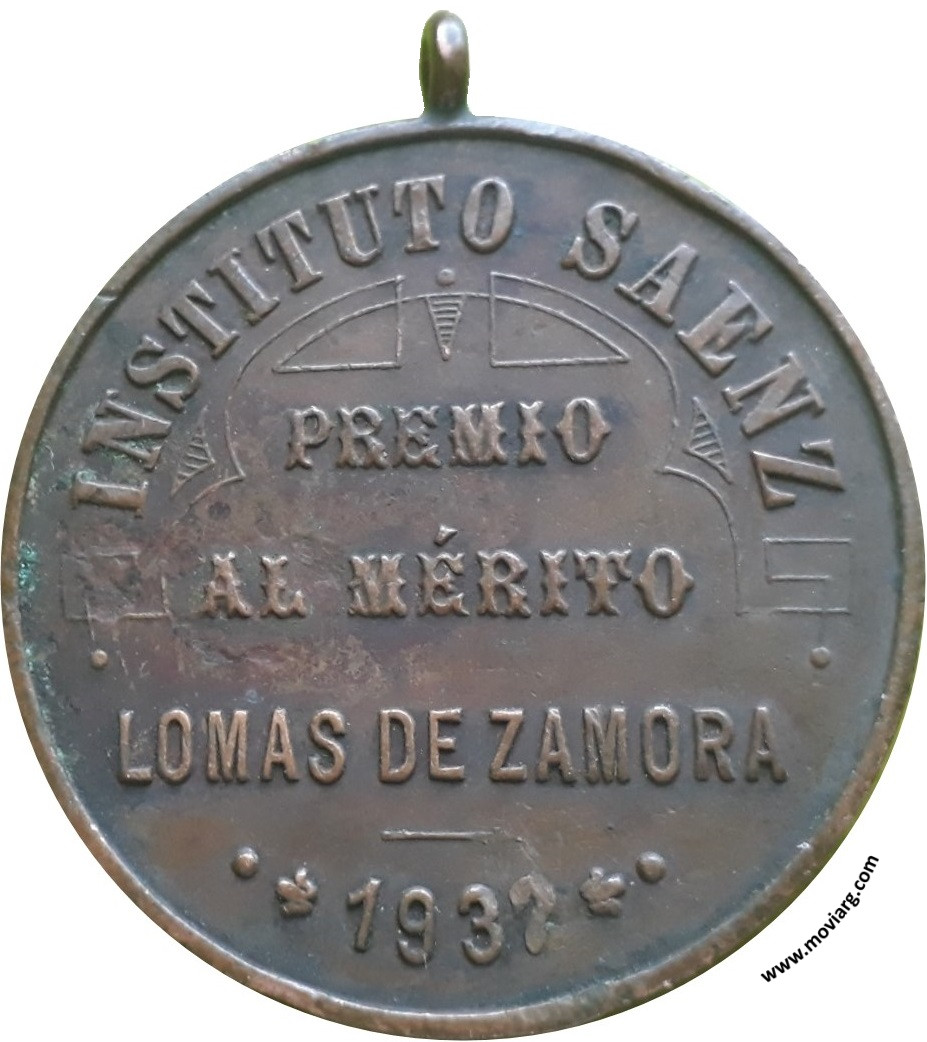 INSTITUTO SAENZ
PREMIO
AL MÉRITO
LOMAS DE ZAMORA
1937
www.moviarg.com